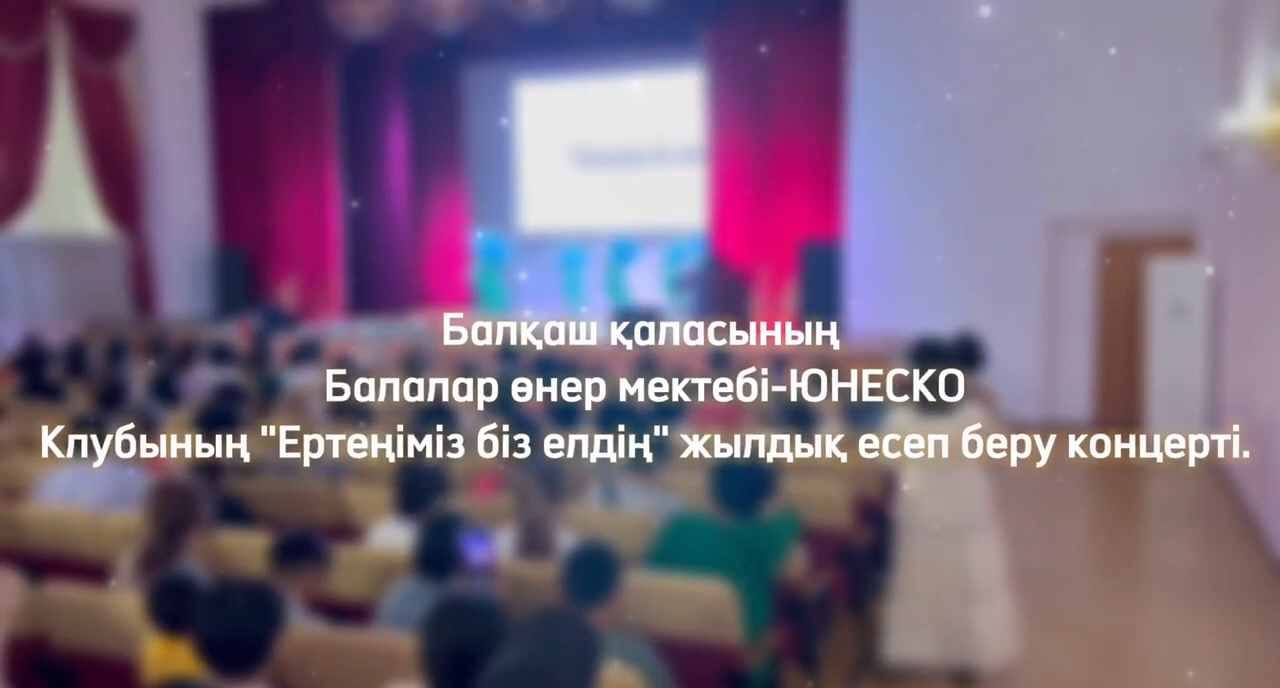 Балқаш қаласының
Балалар өнер мектебі-ЮНЕСКО
Клубының "Ертеңіміз біз елдің" жылдық есеп беру концерті.